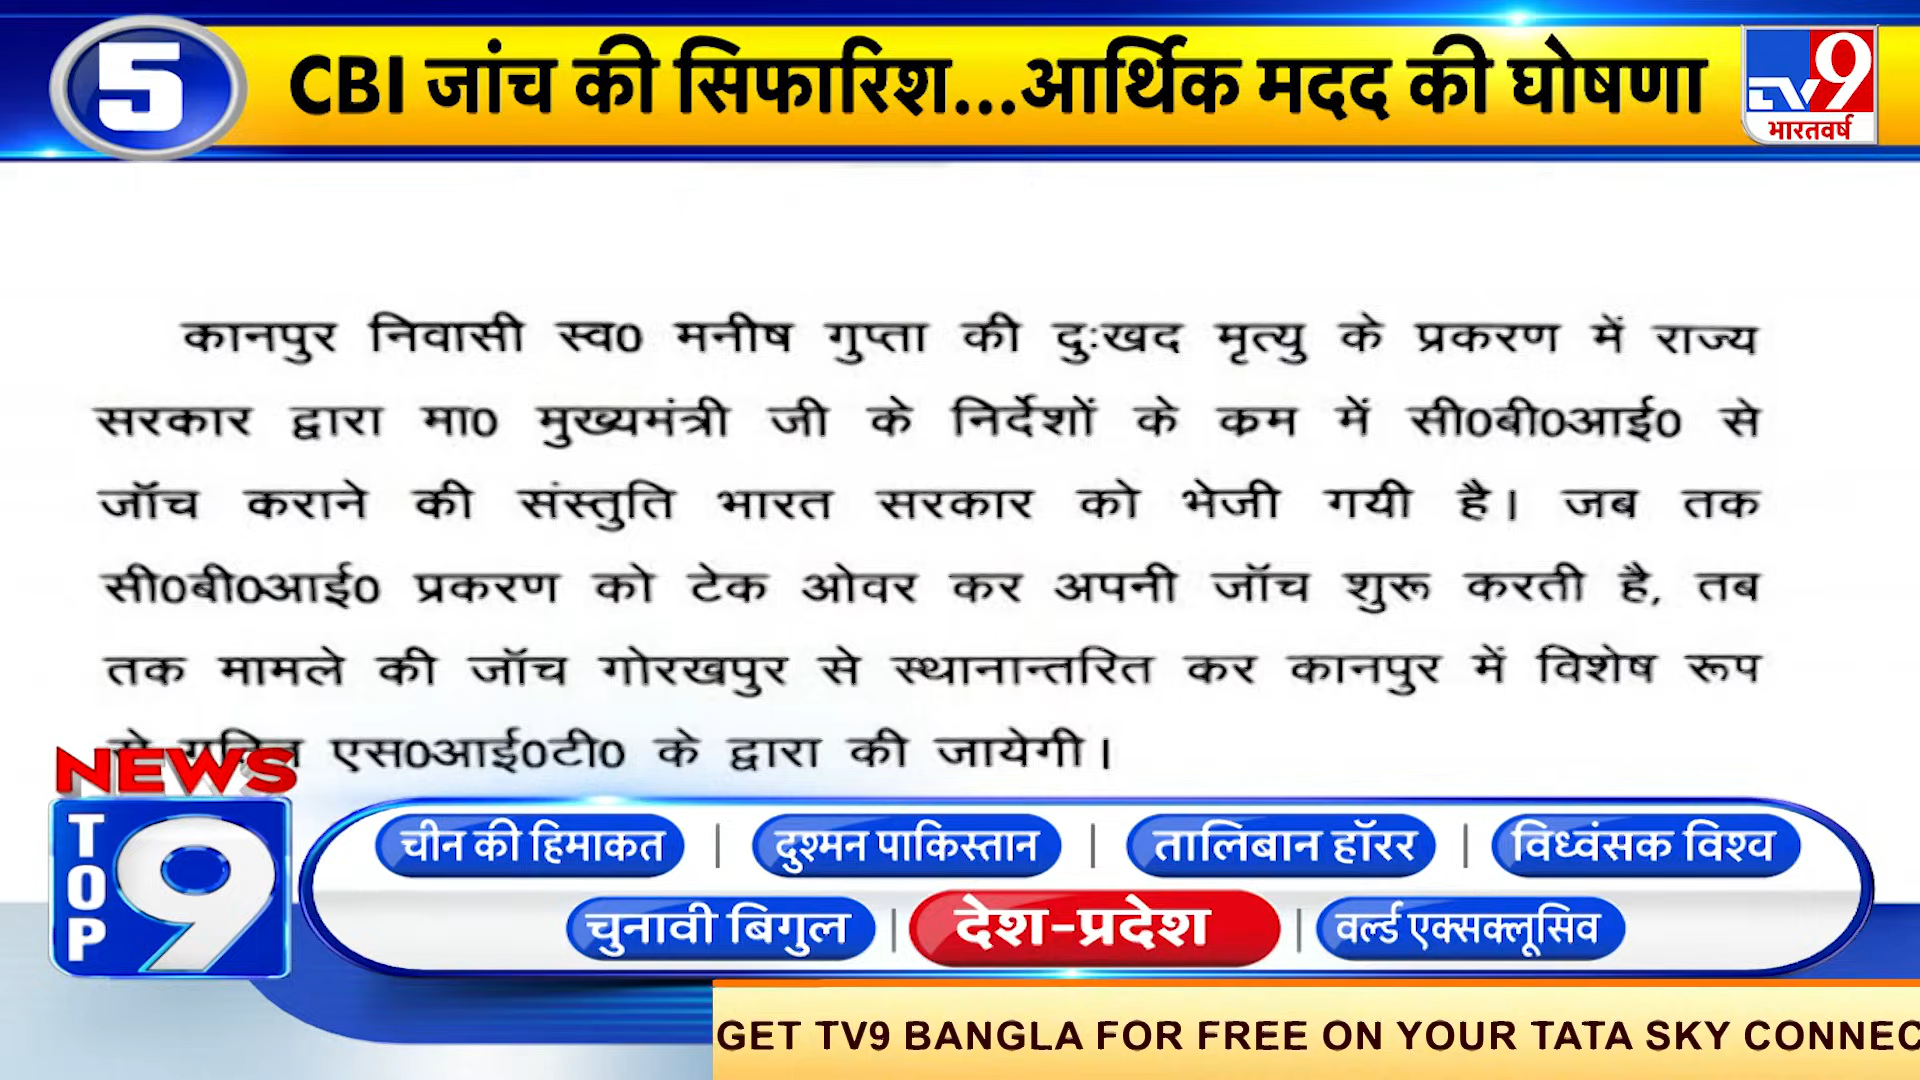 5
CBI जांच की सिफारिश...आर्थिक मदद की घोषणा
TV9
भारतवर्ष
कानपुर निवासी स्व0 मनीष गुप्ता की दुःखद मृत्यु के प्रकरण में राज्य
सरकार द्वारा मा0 मुख्यमंत्री जी के निर्देशों के कम में सी0बी0आई0 से
जॉच कराने की संस्तुति भारत सरकार को भेजी गयी है। जब तक
सी0बी0आई0 प्रकरण को टेक ओवर कर अपनी जॉच शुरू करती है, तब
तक मामले की जॉच गोरखपुर से स्थानान्तरित कर कानपुर में विशेष रूप
एस0आई0टी0 के द्वारा की जायेगी।
NEWS
TOP 9
चीन की हिमाकत | दुश्मन पाकिस्तान | तालिबान हॉरर | विध्वंसक विश्व
चुनावी बिगुल | देश-प्रदेश | वर्ल्ड एक्सक्लूसिव
GET TV9 BANGLA FOR FREE ON YOUR TATA SKY CONNEC